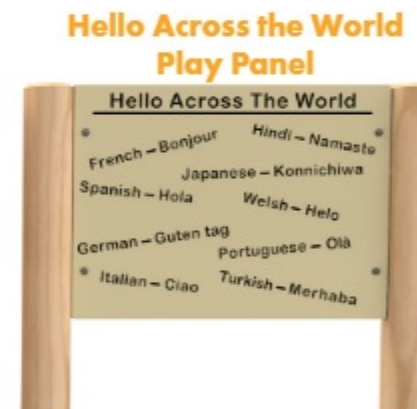 Hello Across the World
Play Panel
Hello Across The World
French – Bonjour
Hindi – Namaste
Japanese – Konnichiwa
Spanish – Hola
Welsh – Helo
German – Guten tag
Portuguese – Olà
Italian – Ciao
Turkish – Merhaba